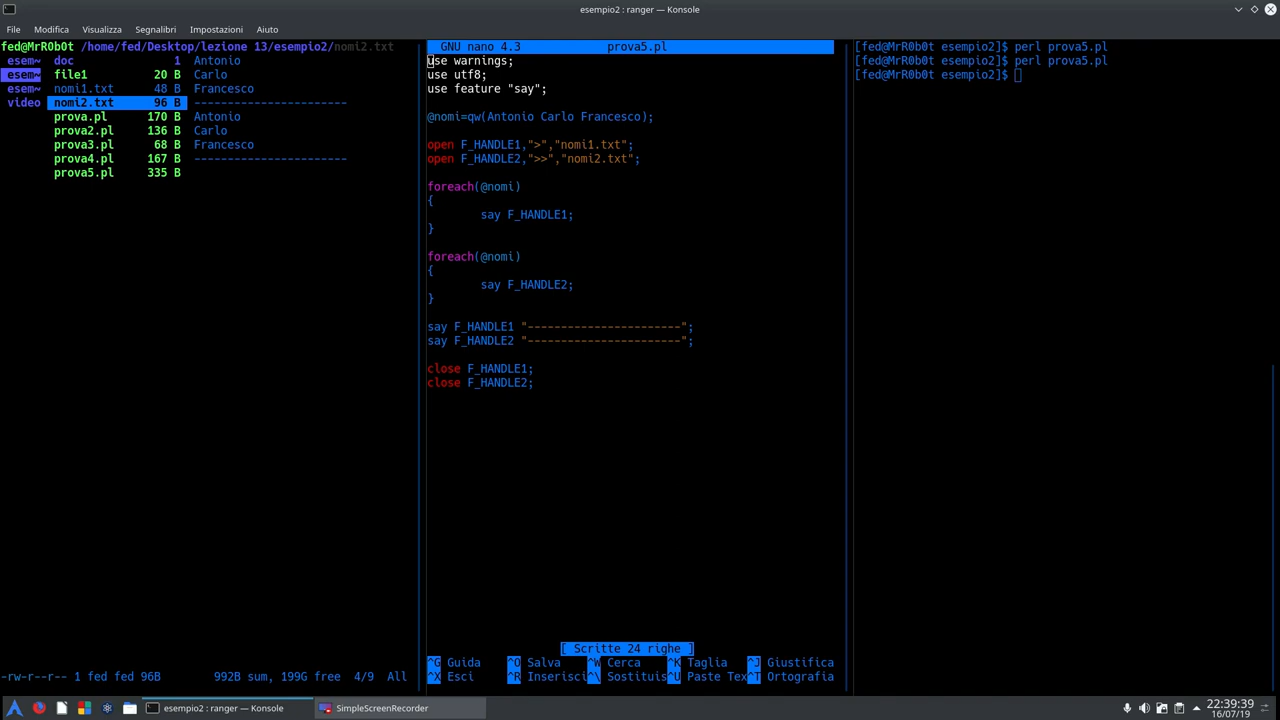 esempio2 : ranger — Konsole
File Modifica Visualizza Segnalibri Impostazioni Aiuto
fed@MrR0b0t /home/fed/Desktop/lezione 13/esempio2/nomi2.txt
esem~ doc 1 Antonio
esem~ file1 20 B Carlo
esem~ nomi1.txt 48 B Francesco
video nomi2.txt 96 B -----------------------
prova.pl 170 B Antonio
prova2.pl 136 B Carlo
prova3.pl 68 B Francesco
prova4.pl 167 B -----------------------
prova5.pl 335 B
-rw-r--r-- 1 fed fed 96B 992B sum, 199G free 4/9 All
GNU nano 4.3 prova5.pl
use warnings;
use utf8;
use feature "say";
@nomi=qw(Antonio Carlo Francesco);
open F_HANDLE1,">","nomi1.txt";
open F_HANDLE2,">>","nomi2.txt";
foreach(@nomi)
{
say F_HANDLE1;
}
foreach(@nomi)
{
say F_HANDLE2;
}
say F_HANDLE1 "-----------------------";
say F_HANDLE2 "-----------------------";
close F_HANDLE1;
close F_HANDLE2;
[ Scritte 24 righe ]
^G Guida ^O Salva ^W Cerca ^K Taglia ^J Giustifica
^X Esci ^R Inserisci^\ Sostituis^U Paste Tex^T Ortografia
[fed@MrR0b0t esempio2]$ perl prova5.pl
[fed@MrR0b0t esempio2]$ perl prova5.pl
[fed@MrR0b0t esempio2]$
esempio2 : ranger — Konsole
SimpleScreenRecorder
22:39:39
16/07/19